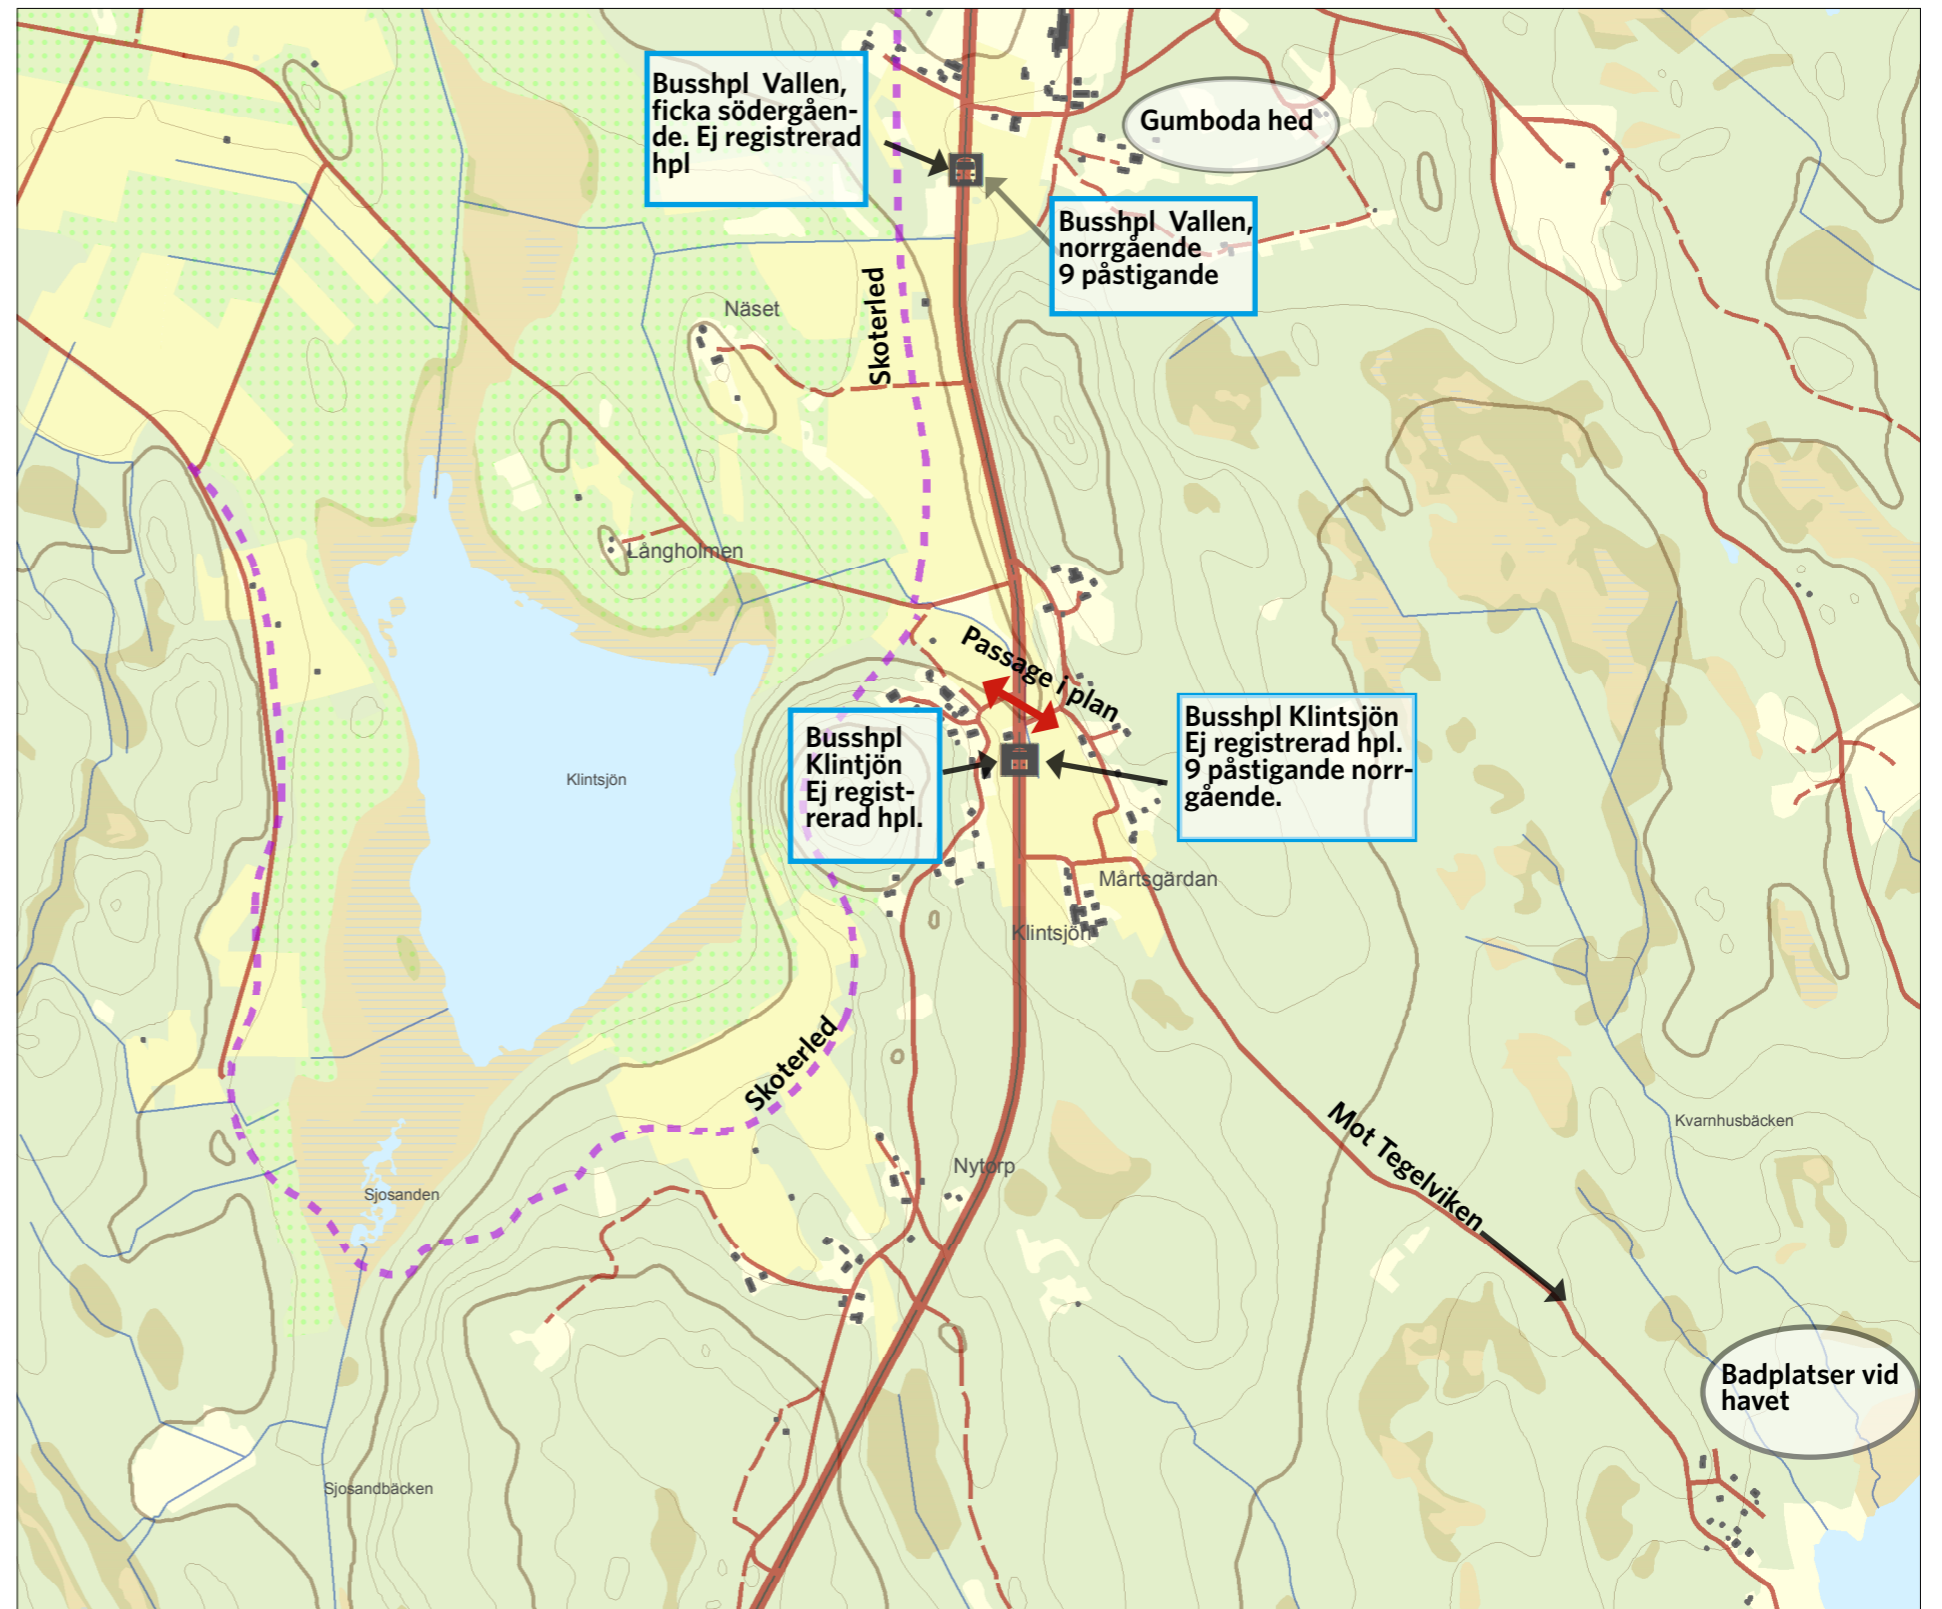 Busshpl Vallen,
ficka södergåen-
de. Ej registrerad
hpl
Gumboda hed
Busshpl Vallen,
norrgående
9 påstigande
Skoterled
Näset
Långholmen
Passage i plan
Busshpl
Klintjön
Ej regist-
rerad hpl.
Busshpl Klintsjön
Ej registrerad hpl.
9 påstigande norr-
gående.
Klintsjön
Mårtsgärdan
Klintsjön
Skoterled
Mot Tegelviken
Kvarnhusbäcken
Nytorp
Sjosanden
Badplatser vid
havet
Sjosandbäcken